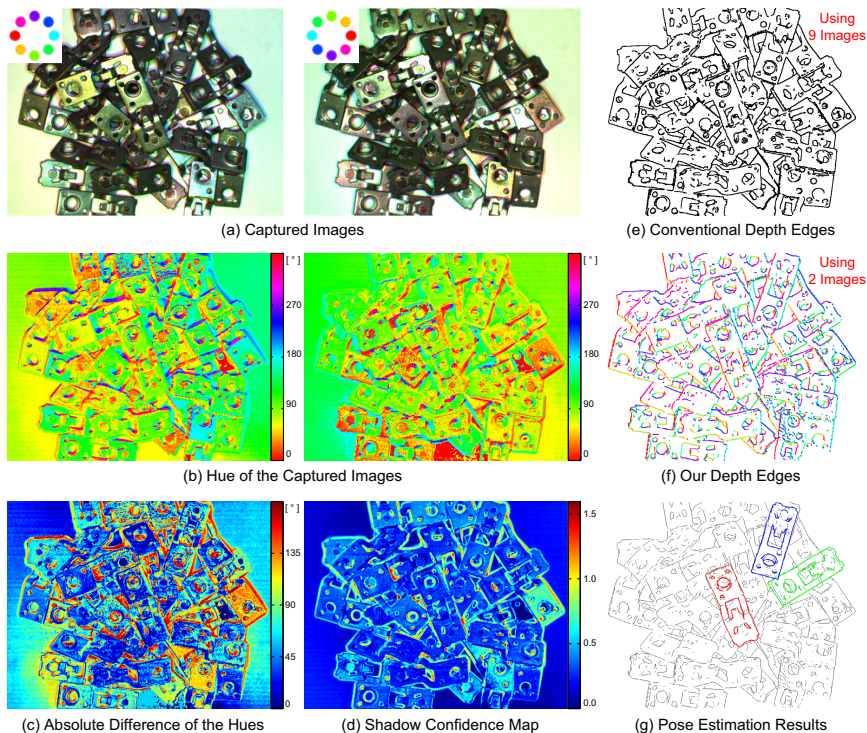 Using
9 Images
(a) Captured Images
(e) Conventional Depth Edges
[°]
270
180
90
0
[°]
270
180
90
0
Using
2 Images
(b) Hue of the Captured Images
(f) Our Depth Edges
[°]
135
90
45
0
1.5
1.0
0.5
0.0
(c) Absolute Difference of the Hues
(d) Shadow Confidence Map
(g) Pose Estimation Results